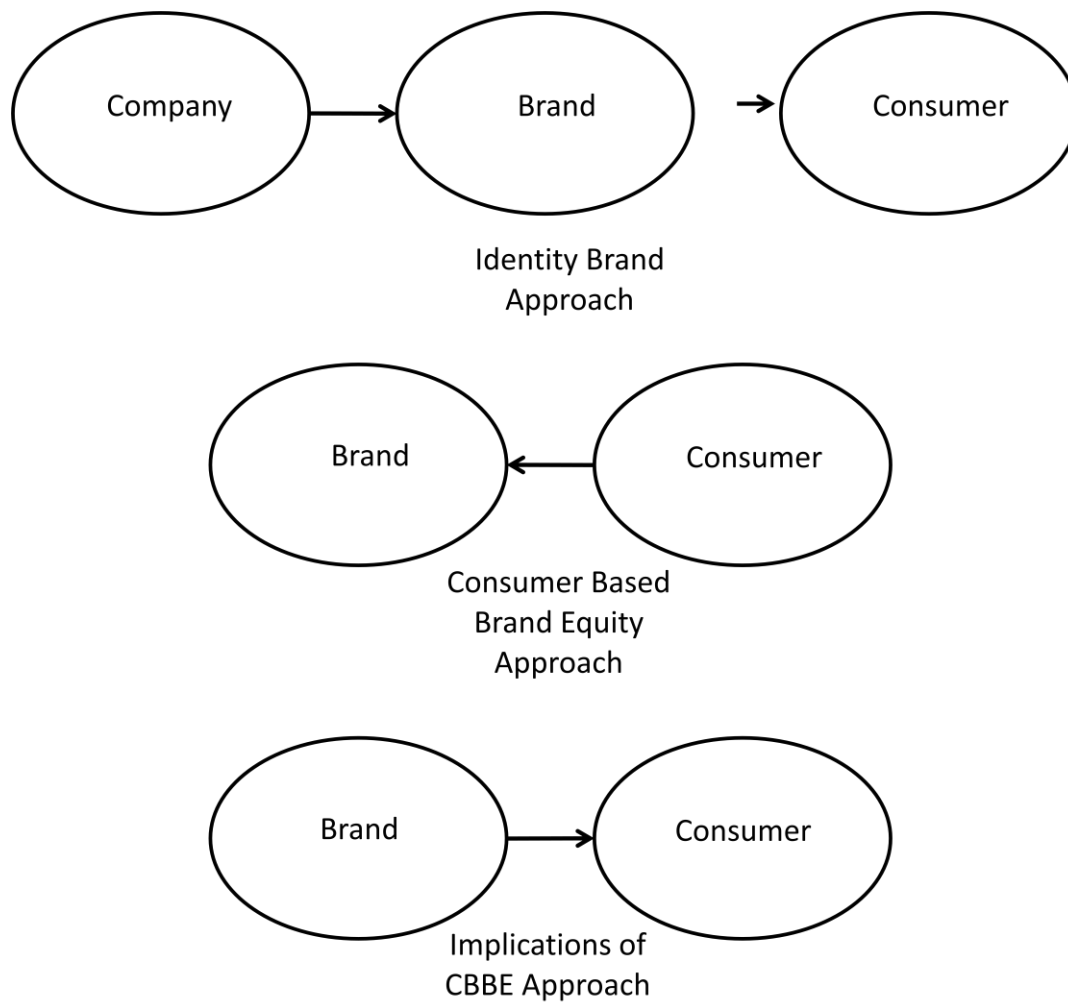 Company
Brand
Consumer
Identity Brand
Approach
Brand
Consumer
Consumer Based
Brand Equity
Approach
Brand
Consumer
Implications of
CBBE Approach